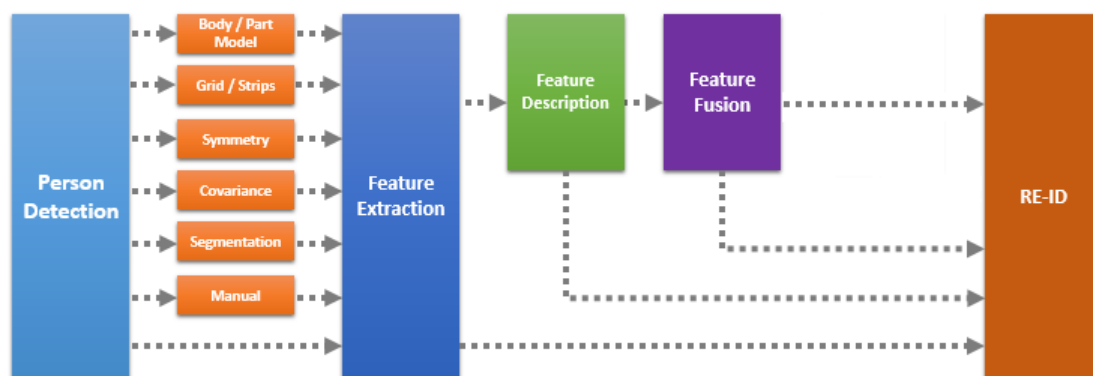 Person
Detection
Body / Part
Model
Grid / Strips
Symmetry
Covariance
Segmentation
Manual
Feature
Extraction
Feature
Description
Feature
Fusion
RE-ID